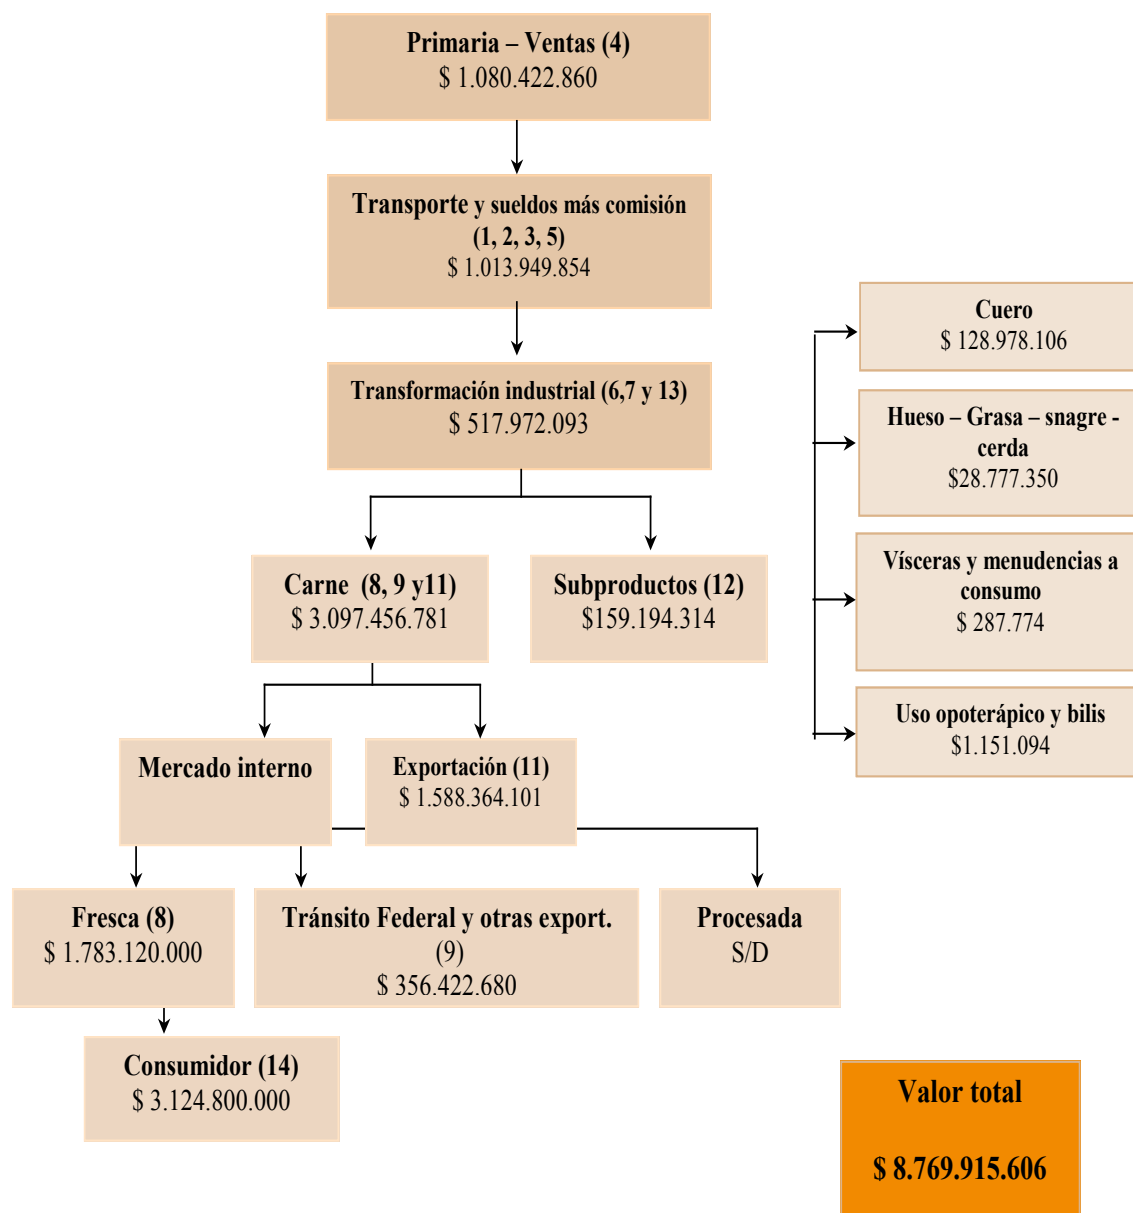 Primaria – Ventas (4)
$ 1.080.422.860
Transporte y sueldos más comisión
(1, 2, 3, 5)
$ 1.013.949.854
Transformación industrial (6,7 y 13)
$ 517.972.093
Carne  (8, 9 y11)
$ 3.097.456.781
Subproductos (12)
$159.194.314
Cuero
$ 128.978.106
Hueso – Grasa – snagre -
cerda
$28.777.350
Vísceras y menudencias a
consumo
$ 287.774
Uso opoterápico y bilis
$1.151.094
Mercado interno
Exportación (11)
$ 1.588.364.101
Fresca (8)
$ 1.783.120.000
Tránsito Federal y otras export.
(9)
$ 356.422.680
Procesada
S/D
Consumidor (14)
$ 3.124.800.000
Valor total
$ 8.769.915.606